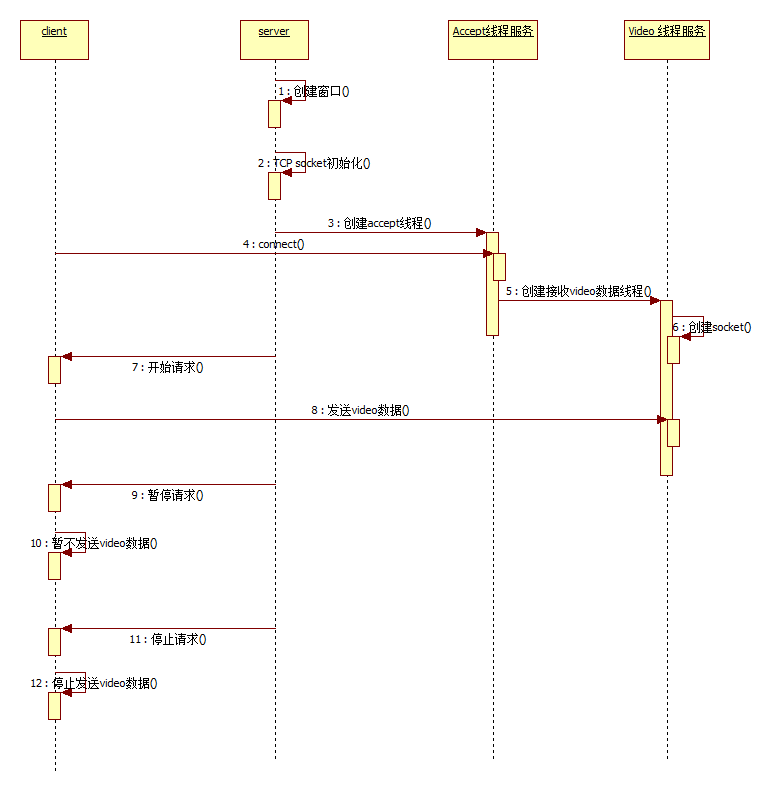 client
server
Accept线程服务
Video 线程服务
1 : 创建窗口()
2 : TCP socket初始化()
3 : 创建accept线程()
4 : connect()
5 : 创建接收video数据线程()
6 : 创建socket()
7 : 开始请求()
8 : 发送video数据()
9 : 暂停请求()
10 : 暂不发送video数据()
11 : 停止请求()
12 : 停止发送video数据()